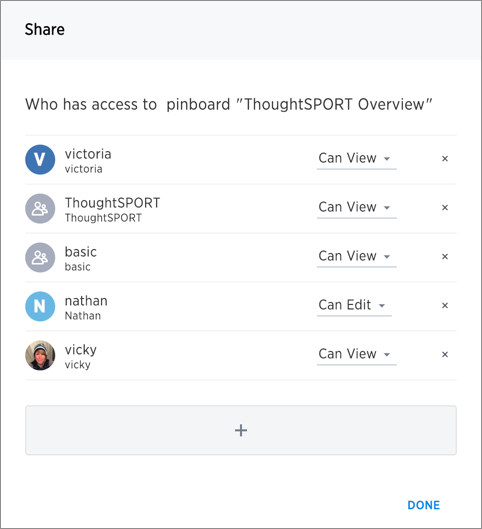 Share
Who has access to pinboard "ThoughtSPORT Overview"
V
victoria
victoria
Can View
×
ThoughtSPORT
ThoughtSPORT
Can View
×
basic
basic
Can View
×
N
nathan
Nathan
Can Edit
×
vicky
vicky
Can View
×
+
DONE